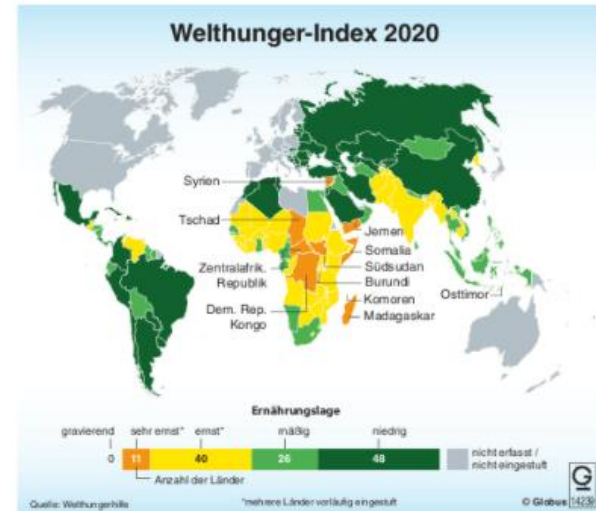 Welthunger-Index 2020
Syrien
Tschad
Zentralafrik.
Republik
Dem. Rep.
Kongo
Jemen
Somalia
Südsudan
Burundi
Komoren
Madagaskar
Osttimor
Ernährungslage
gravierend sehr ernst* ernst* mäßig niedrig
0 11 40 26 48
nicht erfasst /
nicht eingestuft
Anzahl der Länder
Quelle: Welthungerhilfe *mehrere Länder vorläufig eingestuft © Globus 14239
G